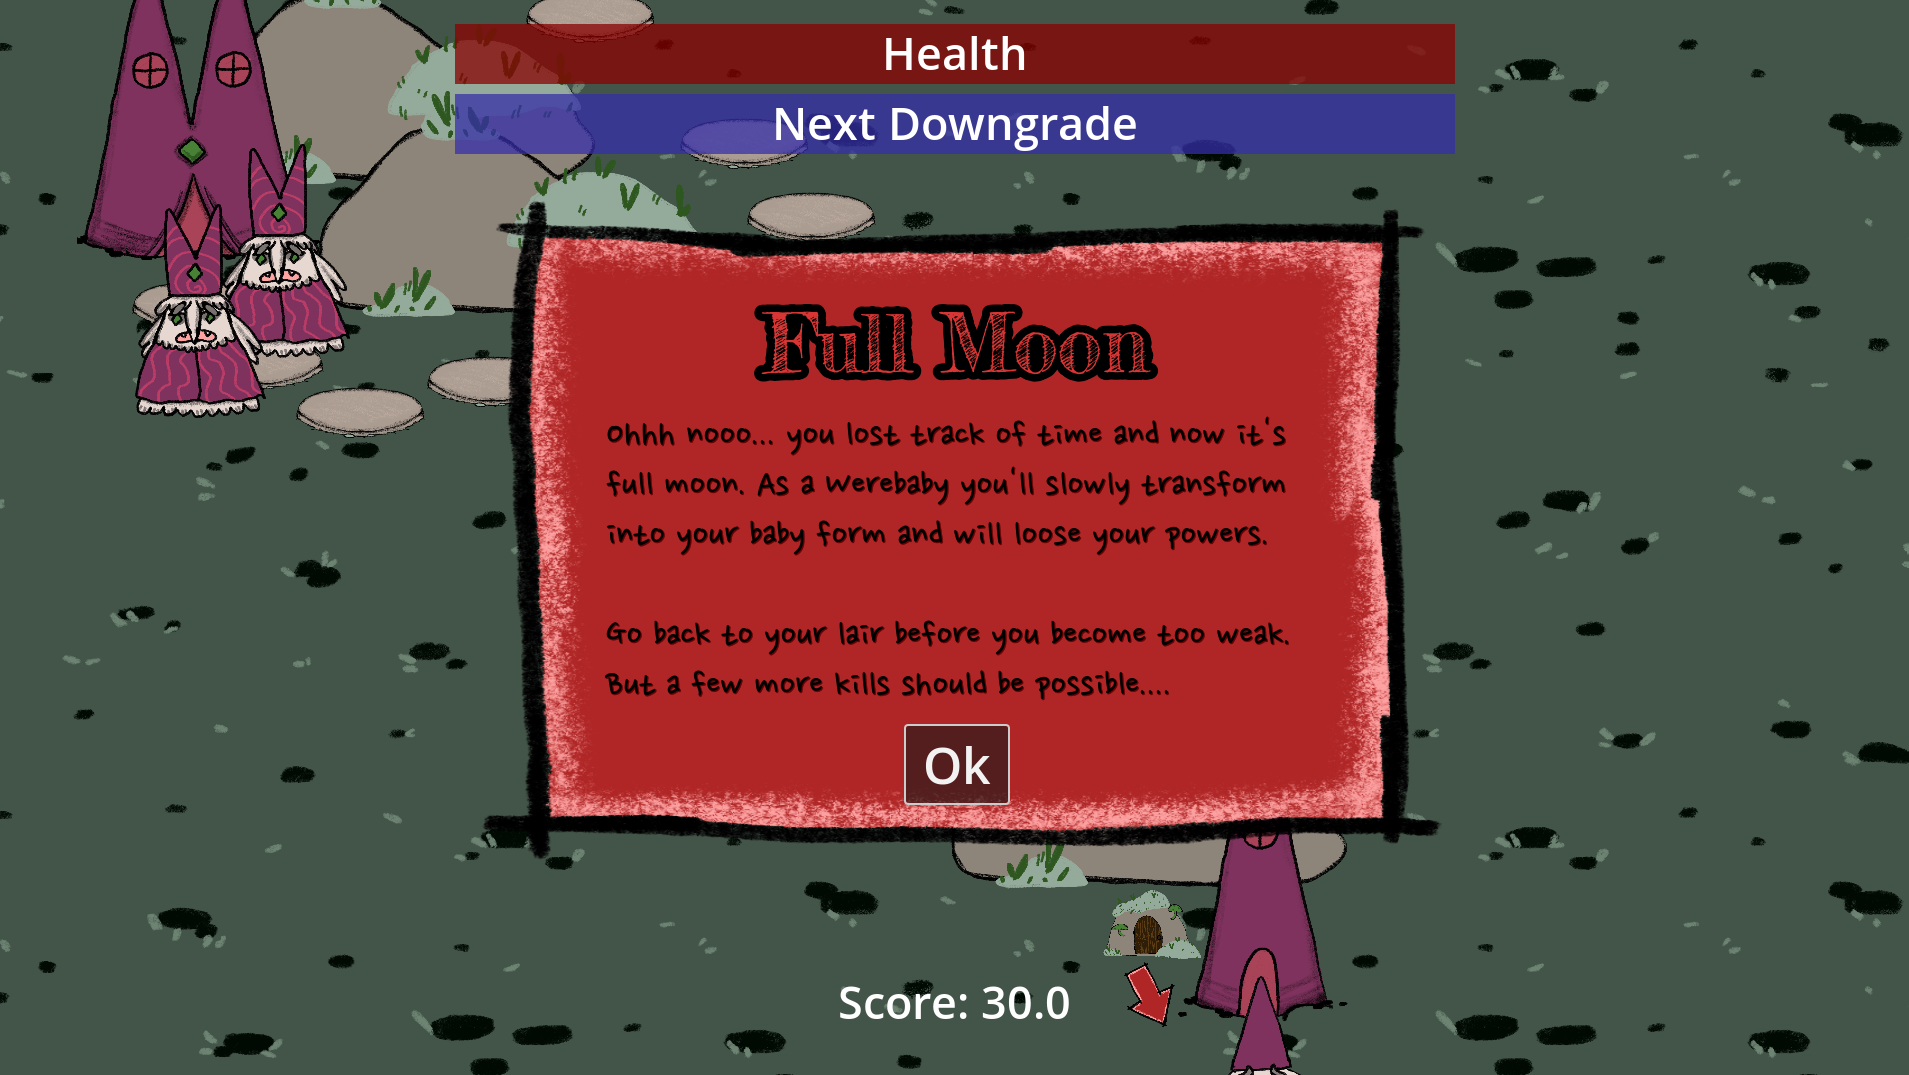 Health
Next Downgrade
Full Moon
Ohhh nooo... you lost track of time and now it's
full moon. As a Werebaby you'll slowly transform
into your baby form and will loose your powers.
Go back to your lair before you become too weak.
But a few more kills should be possible....
Ok
Score: 30.0